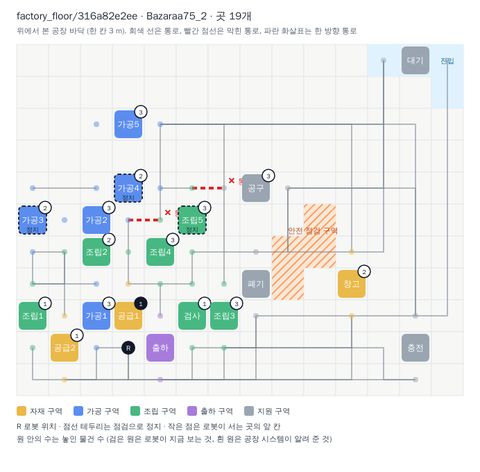 factory_floor/316a82e2ee · Bazaraa75_2 · 곳 19개
위에서 본 공장 바닥 (한 칸 3 m). 회색 선은 통로, 빨간 점선은 막힌 통로, 파란 화살표는 한 방향 통로
대기
진입
3
가공5
2
3
가공4
정지
공구
2
3
3
가공3
정지
가공2
조립5
정지
안전 점검 구역
2
3
조립2
조립4
2
폐기
창고
1
3
1
1
3
조립1
가공1
공급1
검사
조립3
1
공급2
R
출하
충전
자재 구역
가공 구역
조립 구역
출하 구역
지원 구역
R 로봇 위치 · 점선 테두리는 점검으로 정지 · 작은 점은 로봇이 서는 곳의 앞 칸
원 안의 수는 놓인 물건 수 (검은 원은 로봇이 지금 보는 것, 흰 원은 공장 시스템이 알려 준 것)